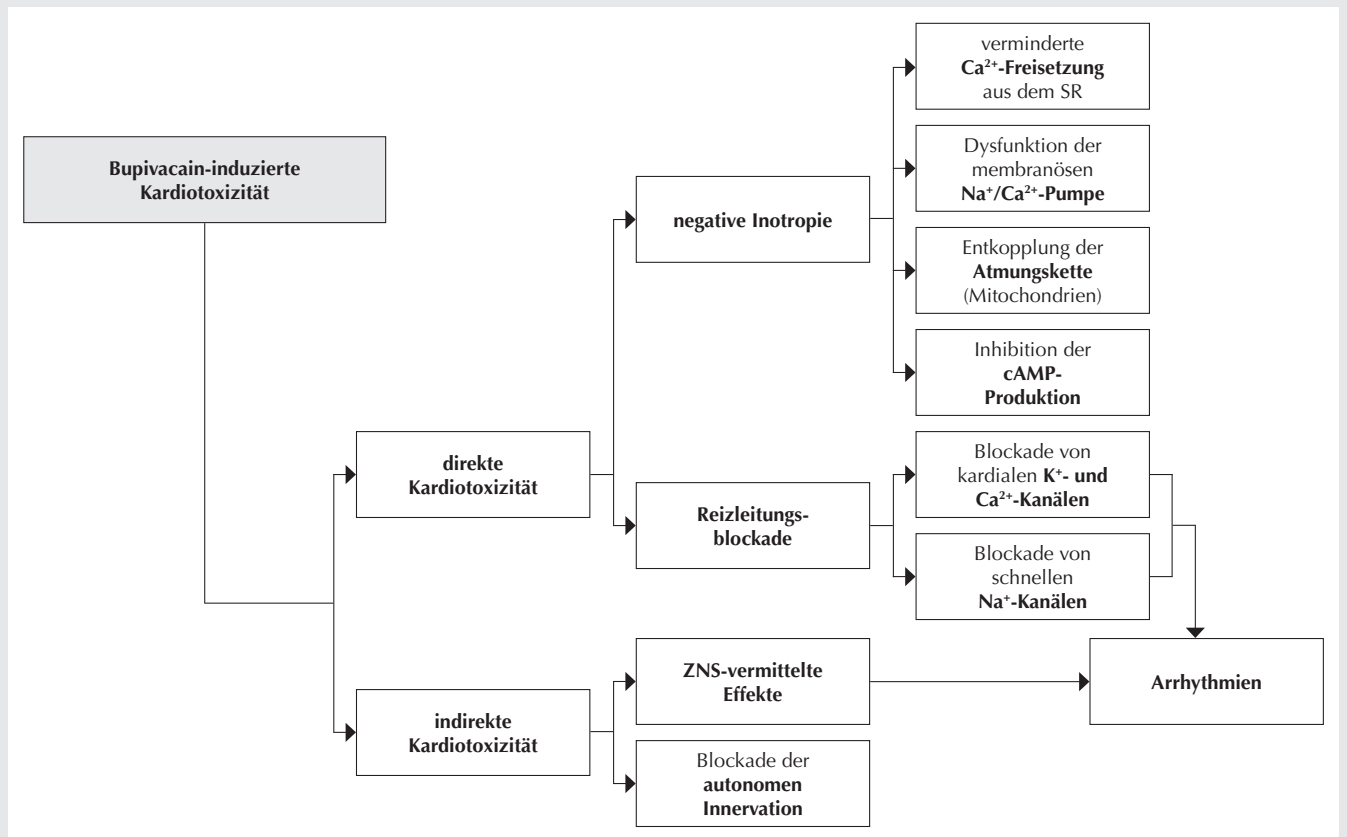 Bupivacain-induzierte
Kardiotoxizität
direkte
Kardiotoxizität
negative Inotropie
verminderte
Ca²⁺-Freisetzung
aus dem SR
Dysfunktion der
membranösen
Na⁺/Ca²⁺-Pumpe
Entkopplung der
Atmungskette
(Mitochondrien)
Inhibition der
cAMP-
Produktion
Reizleitungs-
blockade
Blockade von
kardialen K⁺- und
Ca²⁺-Kanälen
Blockade von
schnellen
Na⁺-Kanälen
indirekte
Kardiotoxizität
ZNS-vermittelte
Effekte
Arrhythmien
Blockade der
autonomen
Innervation